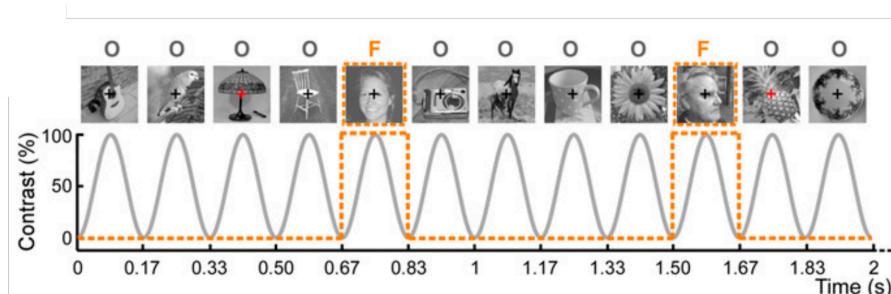 O O O O F O O O O F O O
Contrast (%)
100
50
0
0 0.17 0.33 0.50 0.67 0.83 1 1.17 1.33 1.50 1.67 1.83 2
Time (s)